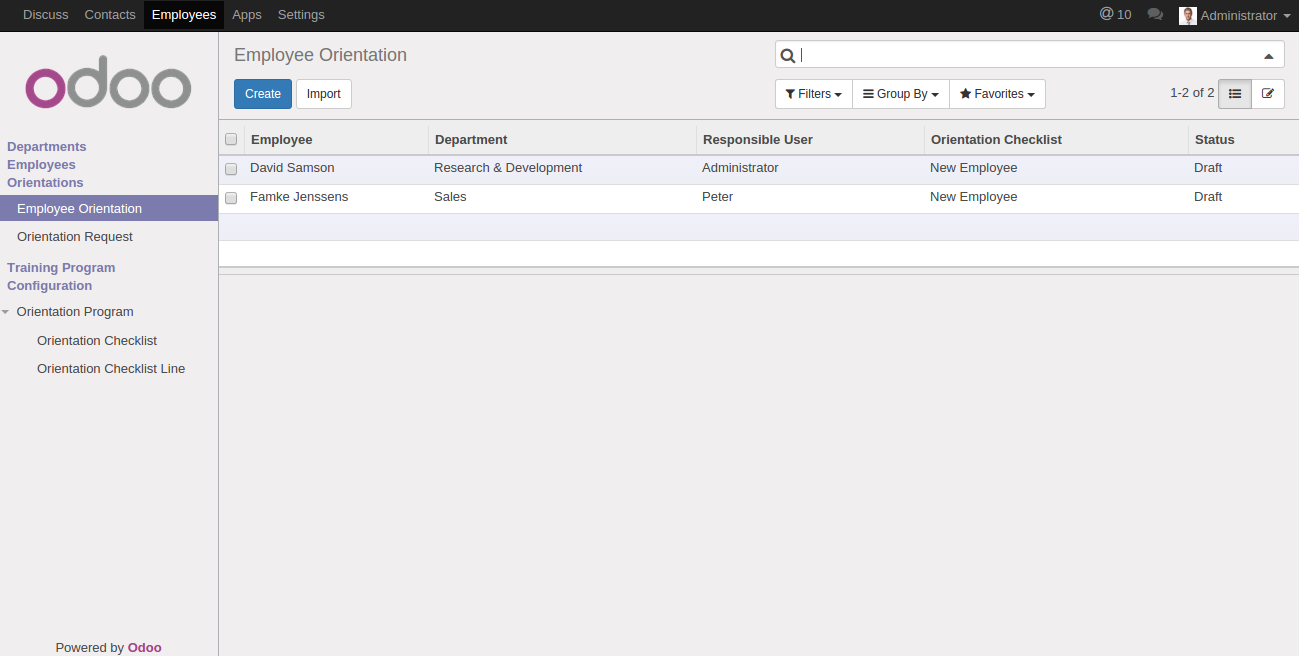 Discuss Contacts Employees Apps Settings @ 10 Administrator
odoo
Departments
Employees
Orientations
Employee Orientation
Orientation Request
Training Program
Configuration
Orientation Program
Orientation Checklist
Orientation Checklist Line
Powered by Odoo
Employee Orientation
Create Import Filters Group By Favorites 1-2 of 2
Employee Department Responsible User Orientation Checklist Status
David Samson Research & Development Administrator New Employee Draft
Famke Jenssens Sales Peter New Employee Draft